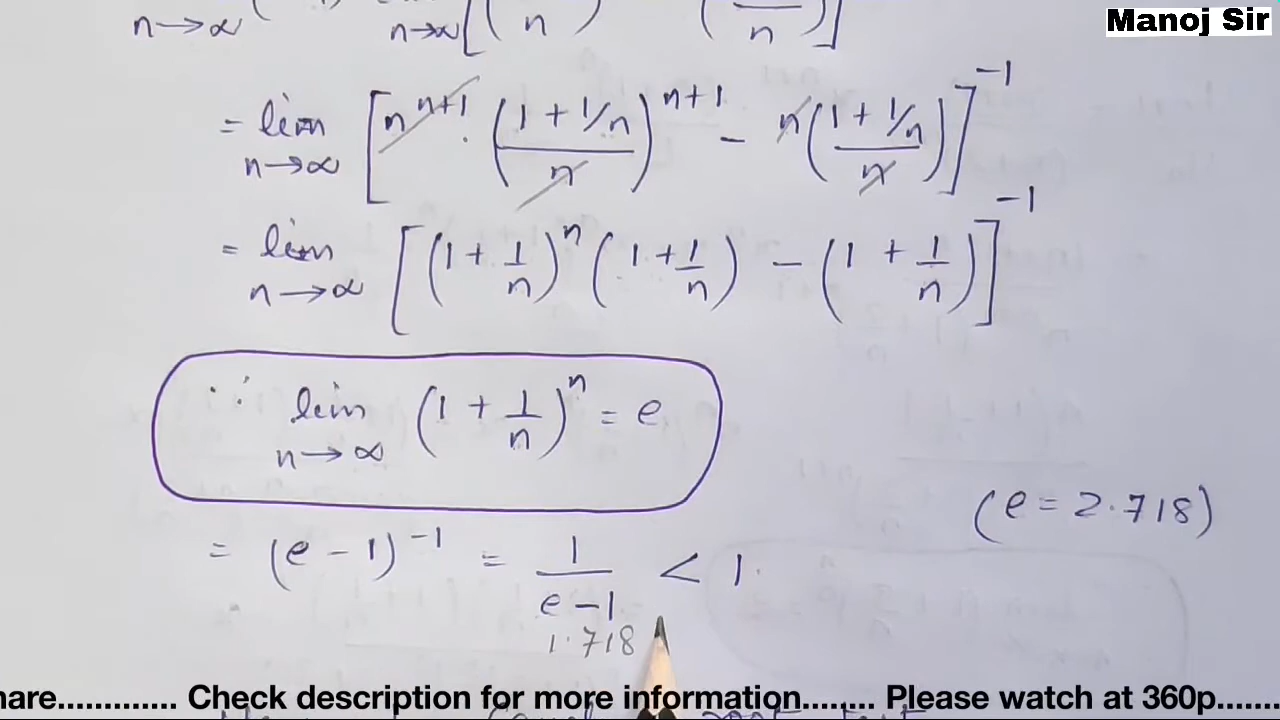 Manoj Sir
n→∞ ( n→∞ [( n ) ( n )]
= lim n→∞ [n^(n+1) · ((1 + 1/n)/n)^(n+1) − n((1 + 1/n)/n)]^−1
= lim n→∞ [(1 + 1/n)^n (1 + 1/n) − (1 + 1/n)]^−1
∵ lim n→∞ (1 + 1/n)^n = e
(e = 2.718)
= (e − 1)^−1 = 1/(e − 1) < 1.
1.718
hare............. Check description for more information........ Please watch at 360p.......